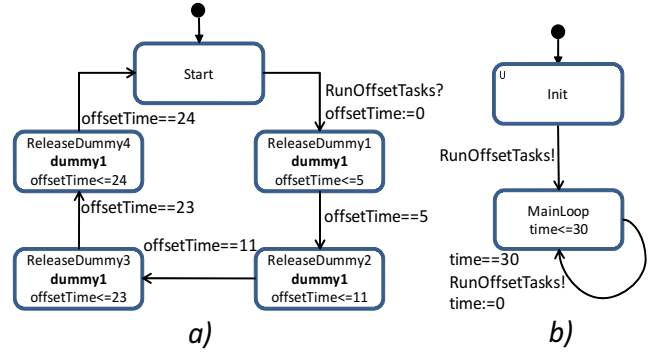 Start
RunOffsetTasks?
offsetTime:=0
offsetTime==24
ReleaseDummy4
dummy1
offsetTime<=24
ReleaseDummy1
dummy1
offsetTime<=5
offsetTime==23
offsetTime==5
offsetTime==11
ReleaseDummy3
dummy1
offsetTime<=23
ReleaseDummy2
dummy1
offsetTime<=11
a)
U
Init
RunOffsetTasks!
MainLoop
time<=30
time==30
RunOffsetTasks!
time:=0
b)